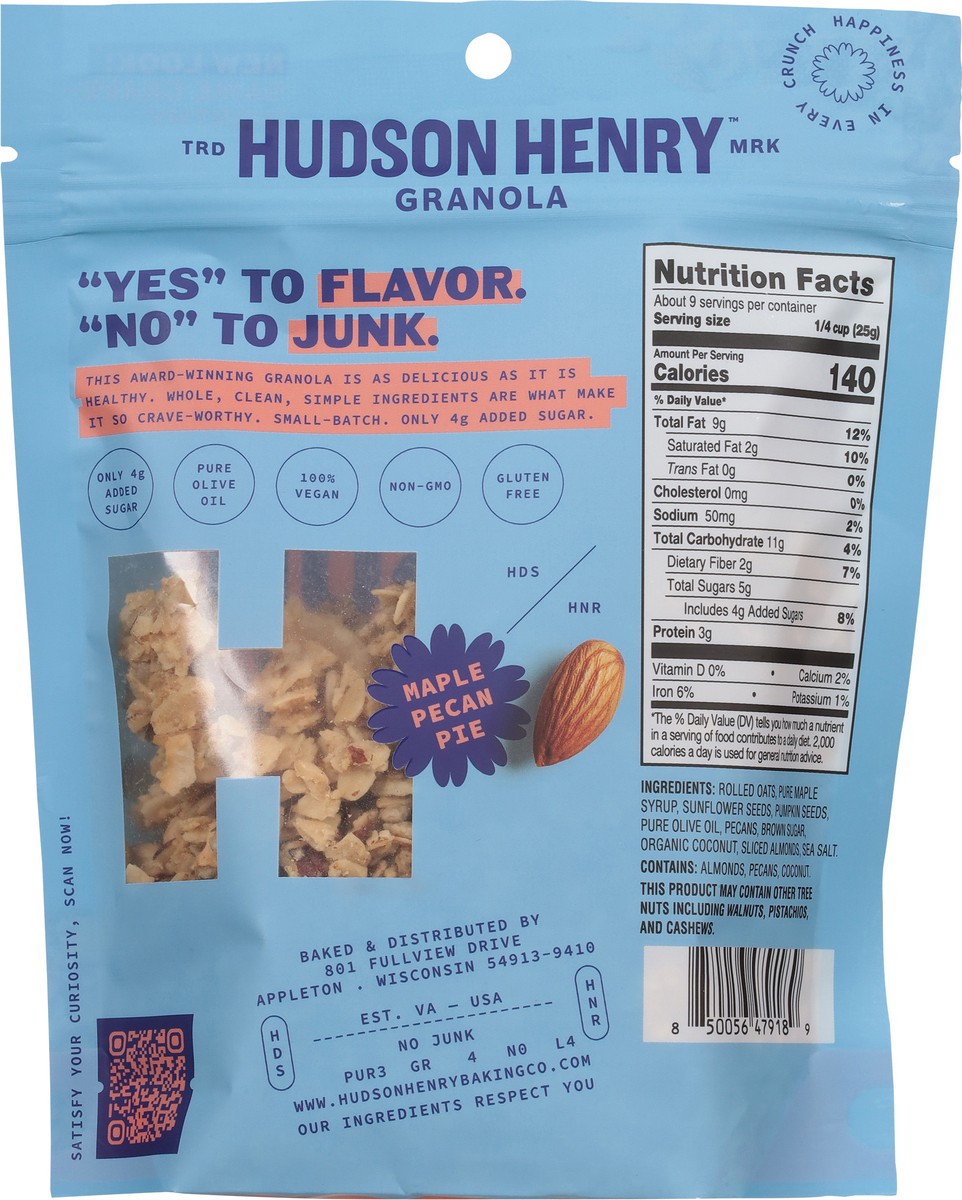 HAPPINESS IN EVERY CRUNCH
TRD HUDSON HENRY™ MRK
GRANOLA
“YES” TO FLAVOR.
“NO” TO JUNK.
THIS AWARD-WINNING GRANOLA IS AS DELICIOUS AS IT IS
HEALTHY. WHOLE, CLEAN, SIMPLE INGREDIENTS ARE WHAT MAKE
IT SO CRAVE-WORTHY. SMALL-BATCH. ONLY 4g ADDED SUGAR.
ONLY 4g
ADDED
SUGAR
PURE
OLIVE
OIL
100%
VEGAN
NON-GMO
GLUTEN
FREE
HDS
HNR
MAPLE
PECAN
PIE
Nutrition Facts
About 9 servings per container
Serving size 1/4 cup (25g)
Amount Per Serving
Calories 140
% Daily Value*
Total Fat 9g 12%
Saturated Fat 2g 10%
Trans Fat 0g 0%
Cholesterol 0mg 0%
Sodium 50mg 2%
Total Carbohydrate 11g 4%
Dietary Fiber 2g 7%
Total Sugars 5g
Includes 4g Added Sugars 8%
Protein 3g
Vitamin D 0% • Calcium 2%
Iron 6% • Potassium 1%
*The % Daily Value (DV) tells you how much a nutrient
in a serving of food contributes to a daily diet. 2,000
calories a day is used for general nutrition advice.
INGREDIENTS: ROLLED OATS, PURE MAPLE
SYRUP, SUNFLOWER SEEDS, PUMPKIN SEEDS,
PURE OLIVE OIL, PECANS, BROWN SUGAR,
ORGANIC COCONUT, SLICED ALMONDS, SEA SALT.
CONTAINS: ALMONDS, PECANS, COCONUT.
THIS PRODUCT MAY CONTAIN OTHER TREE
NUTS INCLUDING WALNUTS, PISTACHIOS,
AND CASHEWS.
8 50056 47918 9
BAKED & DISTRIBUTED BY
801 FULLVIEW DRIVE
APPLETON . WISCONSIN 54913-9410
EST. VA — USA
HDS
HNR
NO JUNK
PUR3 GR 4 N0 L4
WWW.HUDSONHENRYBAKINGCO.COM
OUR INGREDIENTS RESPECT YOU
SATISFY YOUR CURIOSITY, SCAN NOW!